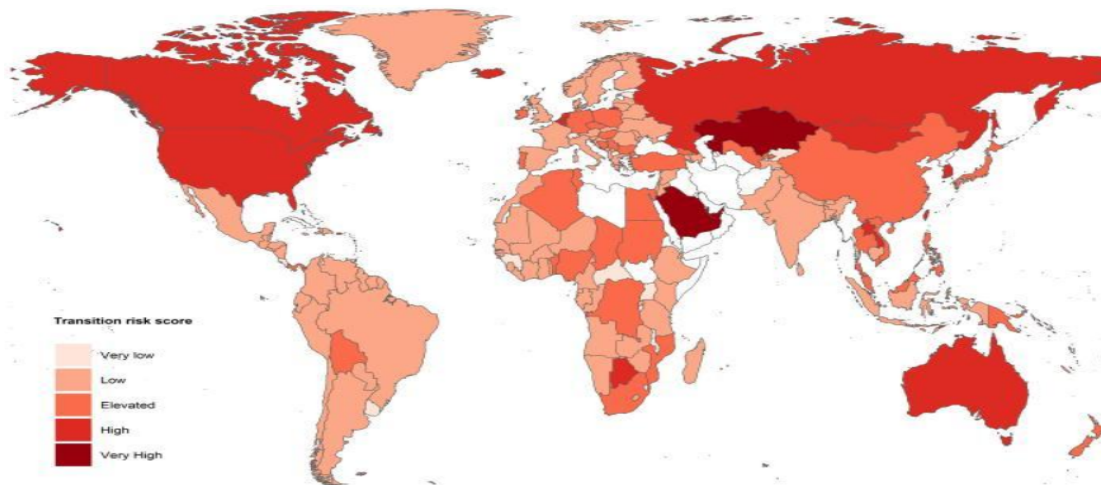 Transition risk score
Very low
Low
Elevated
High
Very High